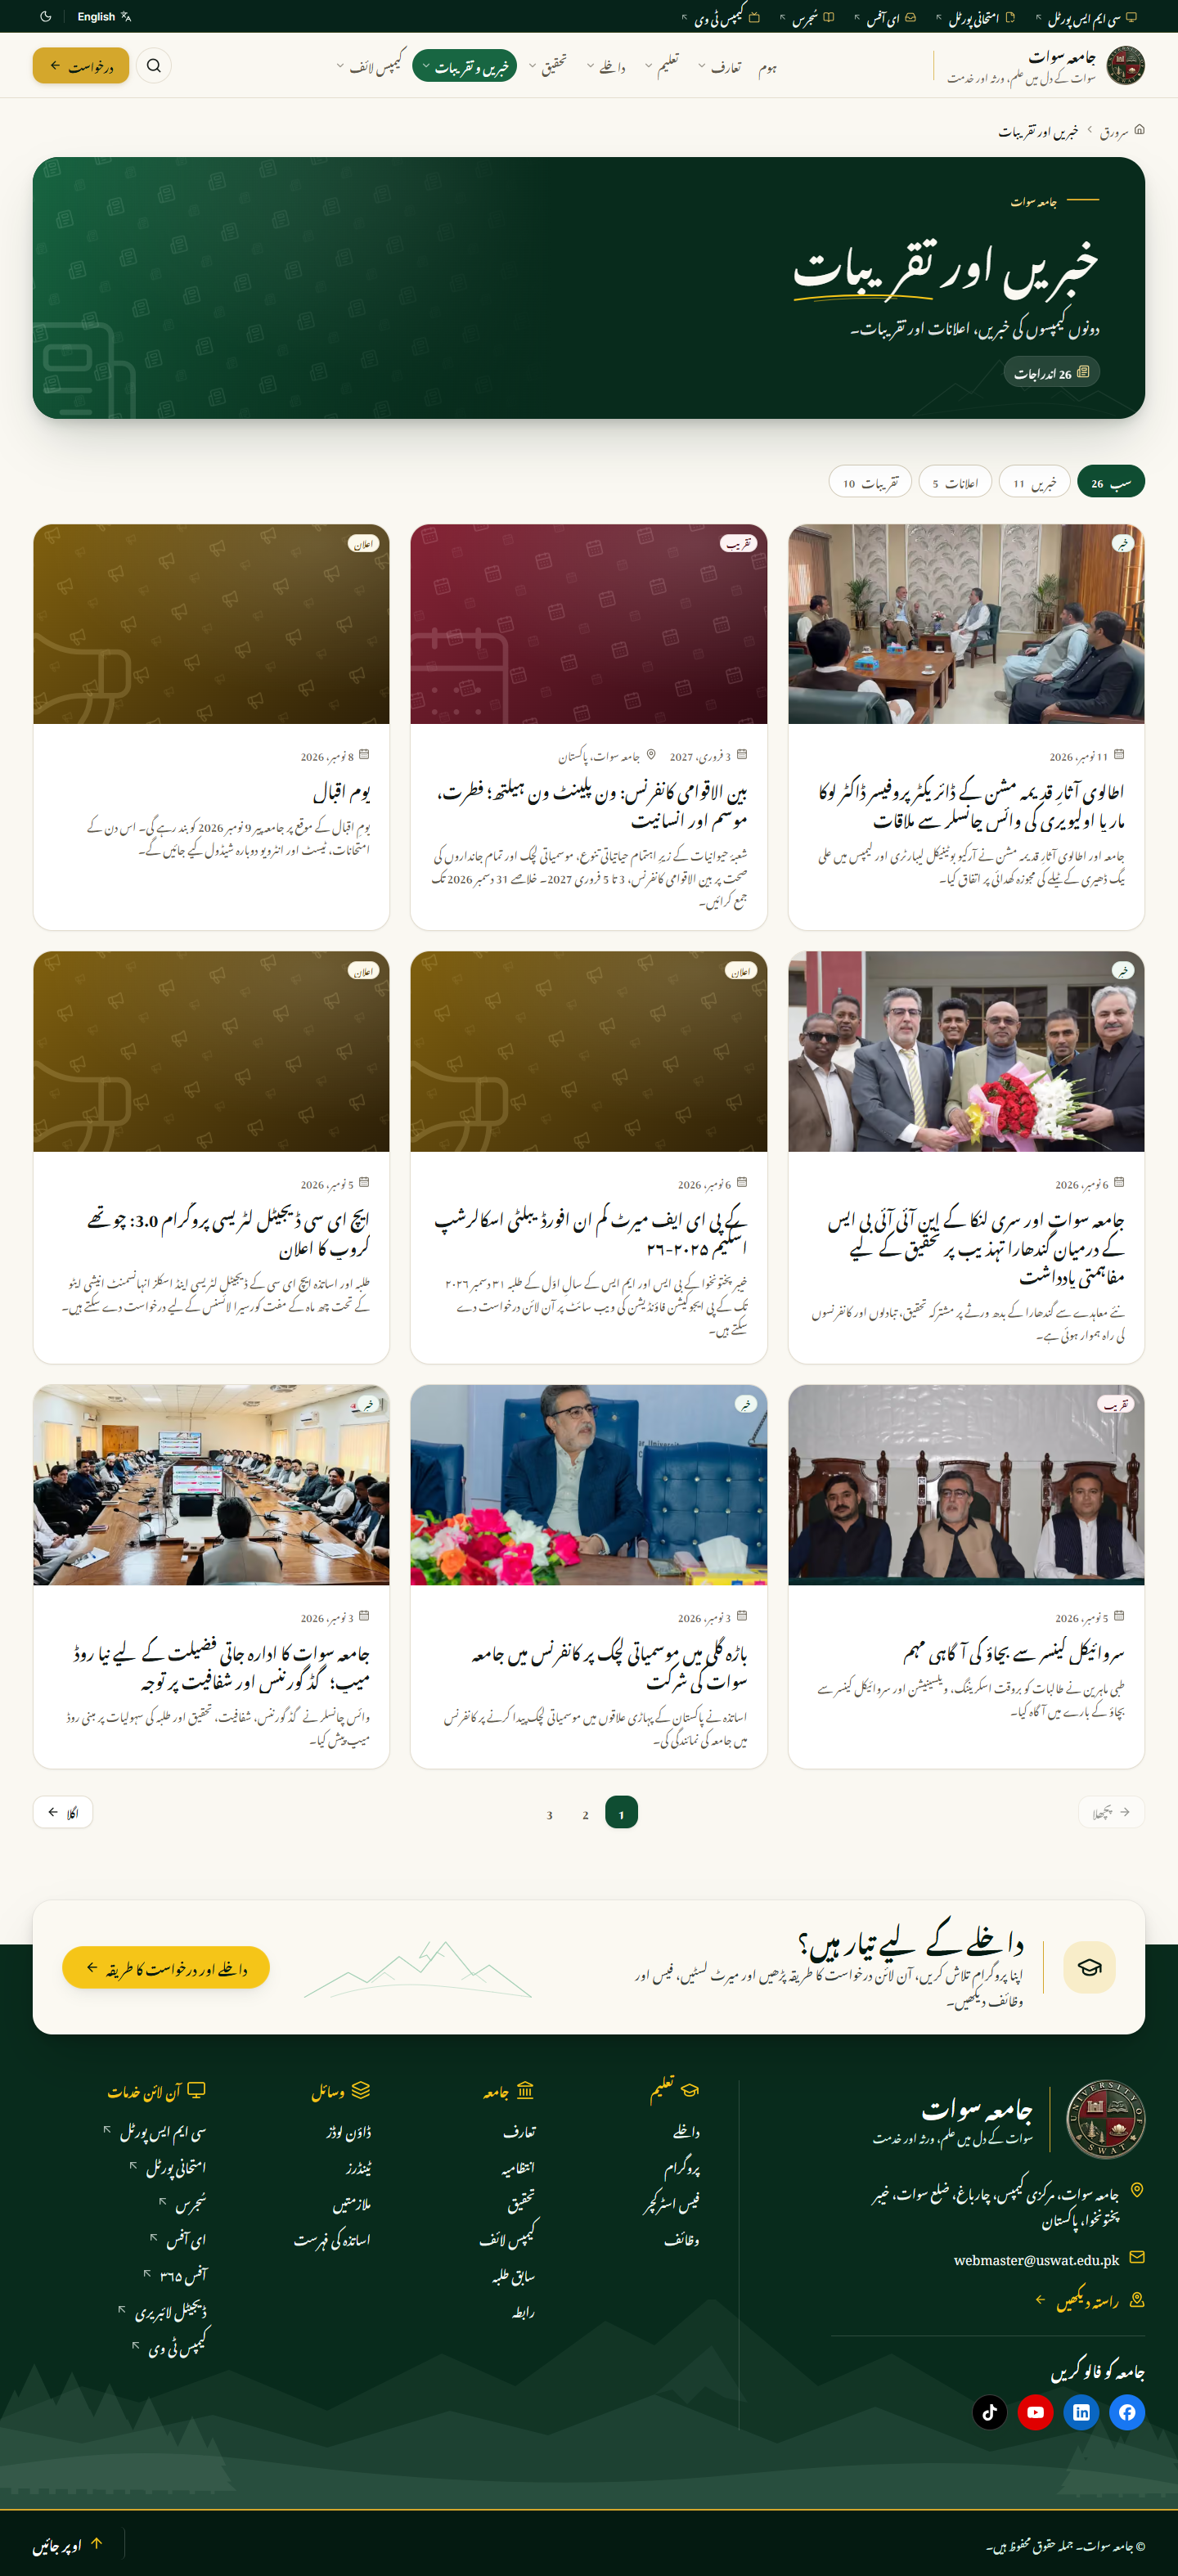 سی ایم ایس پورٹل
امتحانی پورٹل
ای آفس
سُجرس
کیمپس ٹی وی
English
جامعہ سوات
سوات کے دل میں علم، ورثہ اور خدمت
ہوم
تعارف
تعلیم
داخلے
تحقیق
خبریں و تقریبات
کیمپس لائف
درخواست
سرورق
خبریں اور تقریبات
جامعہ سوات
خبریں اور تقریبات
دونوں کیمپسوں کی خبریں، اعلانات اور تقریبات۔
26 اندراجات
سب 26
خبریں 11
اعلانات 5
تقریبات 10
خبر
11 نومبر، 2026
اطالوی آثارِ قدیمہ مشن کے ڈائریکٹر پروفیسر ڈاکٹر لوکا
ماریا اولیویری کی وائس چانسلر سے ملاقات
جامعہ اور اطالوی آثارِ قدیمہ مشن نے آرکیو بوٹینیکل لیبارٹری اور کیمپس میں علی
بیگ ڈھیری کے ٹیلے کی مجوزہ کھدائی پر اتفاق کیا۔
تقریب
3 فروری، 2027
جامعہ سوات، پاکستان
بین الاقوامی کانفرنس: ون پلینٹ ون ہیلتھ؛ فطرت،
موسم اور انسانیت
شعبۂ حیوانیات کے زیرِ اہتمام حیاتیاتی تنوع، موسمیاتی لچک اور تمام جانداروں کی
صحت پر بین الاقوامی کانفرنس، 3 تا 5 فروری 2027۔ خلاصے 31 دسمبر 2026 تک
جمع کرائیں۔
اعلان
8 نومبر، 2026
یوم اقبال
یومِ اقبال کے موقع پر جامعہ پیر 9 نومبر 2026 کو بند رہے گی۔ اس دن کے
امتحانات، ٹیسٹ اور انٹرویو دوبارہ شیڈول کیے جائیں گے۔
خبر
6 نومبر، 2026
جامعہ سوات اور سری لنکا کے این آئی آئی بی ایس
کے درمیان گندھارا تہذیب پر تحقیق کے لیے
مفاہمتی یادداشت
نئے معاہدے سے گندھارا کے بدھ ورثے پر مشترکہ تحقیق، تبادلوں اور کانفرنسوں
کی راہ ہموار ہوئی ہے۔
اعلان
6 نومبر، 2026
کے پی ای ایف میرٹ کم ان افورڈیبلٹی اسکالرشپ
اسکیم ۲۰۲۵-۲۶
خیبر پختونخوا کے بی ایس اور ایم ایس کے سالِ اوّل کے طلبہ ۳۱ دسمبر ۲۰۲۶
تک کے پی ایجوکیشن فاؤنڈیشن کی ویب سائٹ پر آن لائن درخواست دے
سکتے ہیں۔
اعلان
5 نومبر، 2026
ایچ ای سی ڈیجیٹل لٹریسی پروگرام 3.0: چوتھے
گروپ کا اعلان
طلبہ اور اساتذہ ایچ ای سی کے ڈیجیٹل لٹریسی اینڈ اسکلز انہانسمنٹ انیشی ایٹو
کے تحت چھ ماہ کے مفت کورسیرا لائسنس کے لیے درخواست دے سکتے ہیں۔
تقریب
5 نومبر، 2026
سروائیکل کینسر سے بچاؤ کی آگاہی مہم
طبی ماہرین نے طالبات کو بروقت اسکریننگ، ویکسینیشن اور سروائیکل کینسر سے
بچاؤ کے بارے میں آگاہ کیا۔
خبر
3 نومبر، 2026
باڑہ گلی میں موسمیاتی لچک پر کانفرنس میں جامعہ
سوات کی شرکت
اساتذہ نے پاکستان کے پہاڑی علاقوں میں موسمیاتی لچک پیدا کرنے پر کانفرنس
میں جامعہ کی نمائندگی کی۔
خبر
3 نومبر، 2026
جامعہ سوات کا ادارہ جاتی فضیلت کے لیے نیا روڈ
میپ؛ گڈ گورننس اور شفافیت پر توجہ
وائس چانسلر نے گڈ گورننس، شفافیت، تحقیق اور طلبہ کی سہولیات پر مبنی روڈ
میپ پیش کیا۔
پچھلا
1
2
3
اگلا
داخلے کے لیے تیار ہیں؟
اپنا پروگرام تلاش کریں، آن لائن درخواست کا طریقہ پڑھیں اور میرٹ لسٹیں، فیس اور
وظائف دیکھیں۔
داخلے اور درخواست کا طریقہ
جامعہ سوات
سوات کے دل میں علم، ورثہ اور خدمت
جامعہ سوات، مرکزی کیمپس، چارباغ، ضلع سوات، خیبر
پختونخوا، پاکستان
webmaster@uswat.edu.pk
راستہ دیکھیں
جامعہ کو فالو کریں
تعلیم
داخلے
پروگرام
فیس اسٹرکچر
وظائف
جامعہ
تعارف
انتظامیہ
تحقیق
کیمپس لائف
سابق طلبہ
رابطہ
وسائل
ڈاؤن لوڈز
ٹینڈرز
ملازمتیں
اساتذہ کی فہرست
آن لائن خدمات
سی ایم ایس پورٹل
امتحانی پورٹل
سُجرس
ای آفس
آفس ۳۶۵
ڈیجیٹل لائبریری
کیمپس ٹی وی
© جامعہ سوات۔ جملہ حقوق محفوظ ہیں۔
اوپر جائیں